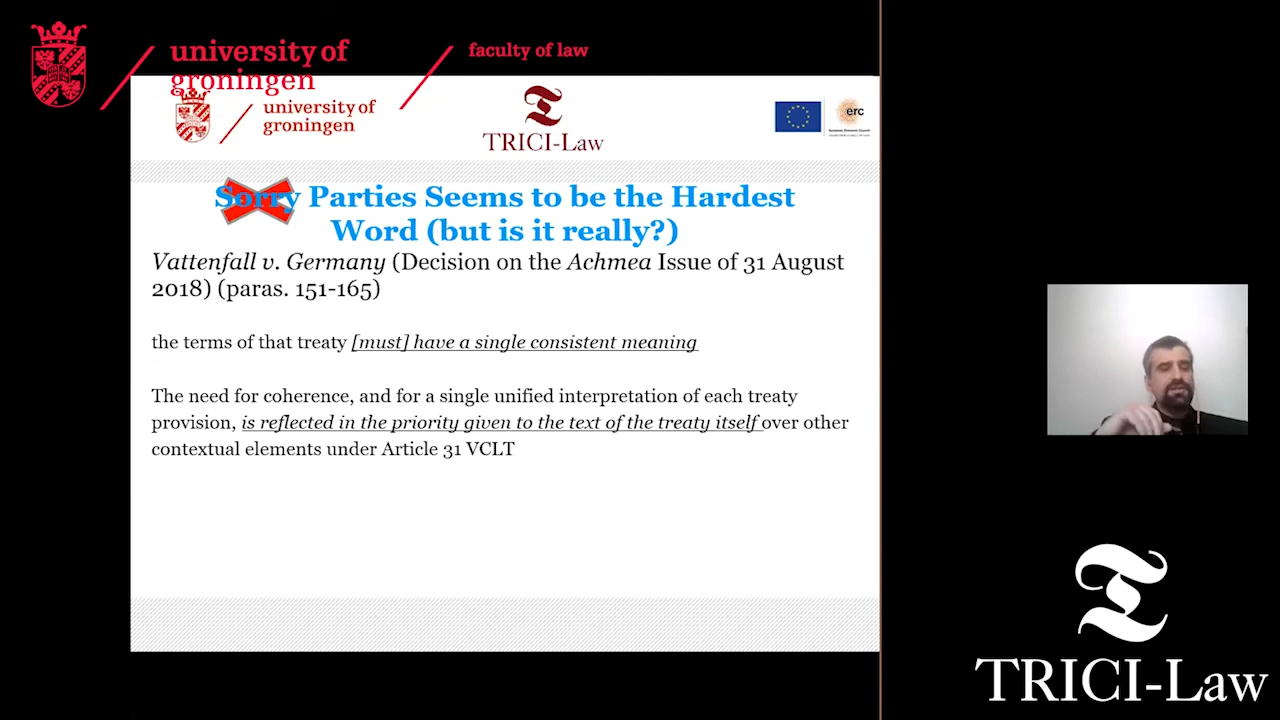 university of
groningen
faculty of law
university of
groningen
TRICI-Law
erc
Sorry Parties Seems to be the Hardest
Word (but is it really?)
Vattenfall v. Germany (Decision on the Achmea Issue of 31 August
2018) (paras. 151-165)
the terms of that treaty [must] have a single consistent meaning
The need for coherence, and for a single unified interpretation of each treaty
provision, is reflected in the priority given to the text of the treaty itself over other
contextual elements under Article 31 VCLT
TRICI-Law